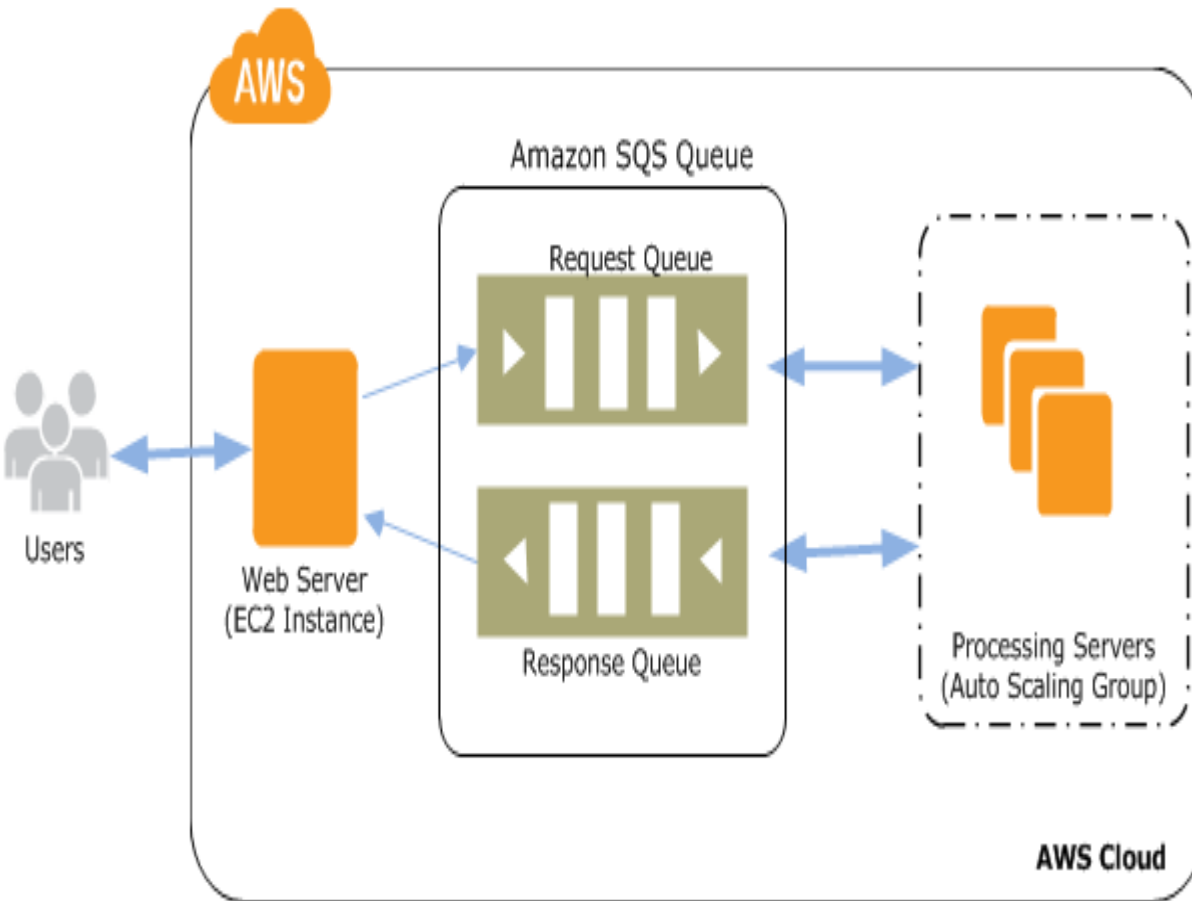 AWS
Amazon SQS Queue
Request Queue
Users
Web Server
(EC2 Instance)
Response Queue
Processing Servers
(Auto Scaling Group)
AWS Cloud